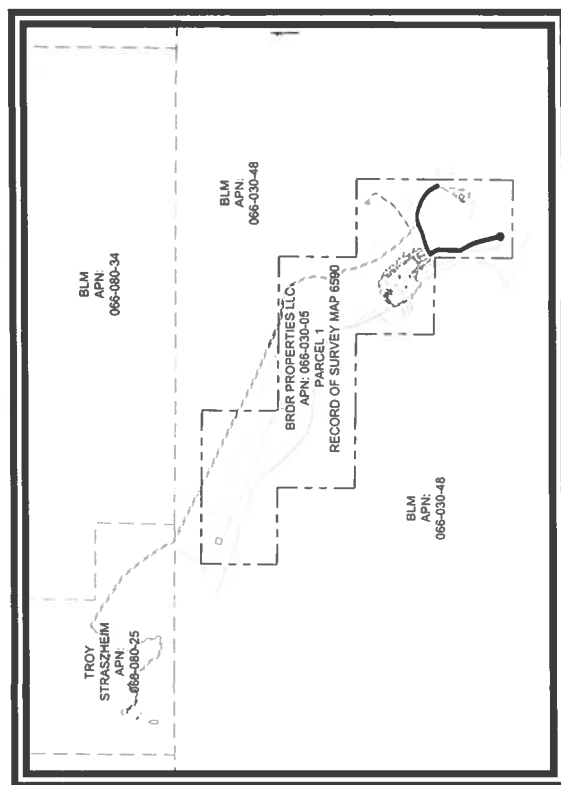 BLM
APN:
066-080-34
BLM
APN:
066-030-48
BRDR PROPERTIES LLC
APN: 066-030-05
PARCEL 1
RECORD OF SURVEY MAP 6590
TROY
STRASZHEIM
APN:
066-080-25
BLM
APN:
066-030-48